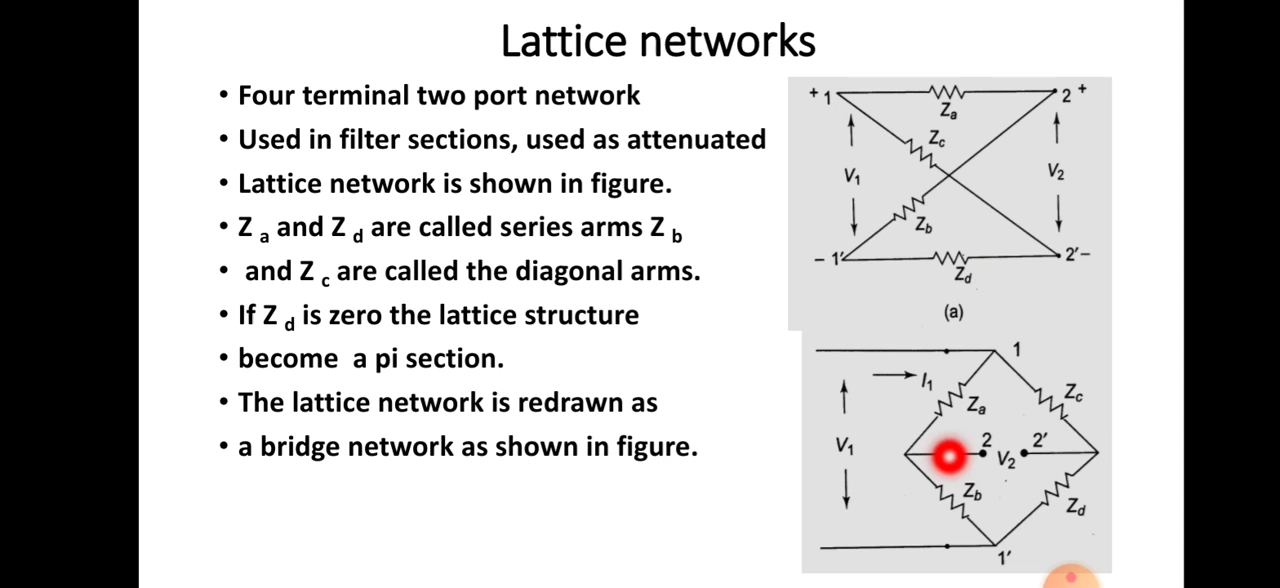 Lattice networks
• Four terminal two port network
• Used in filter sections, used as attenuated
• Lattice network is shown in figure.
• Z a and Z d are called series arms Z b
• and Z c are called the diagonal arms.
• If Z d is zero the lattice structure
• become a pi section.
• The lattice network is redrawn as
• a bridge network as shown in figure.
+ 1
Za
2 +
Zc
V1
V2
Zb
- 1'
Zd
2'-
(a)
1
I1
Za
Zc
V1
2
V2
2'
Zb
Zd
1'